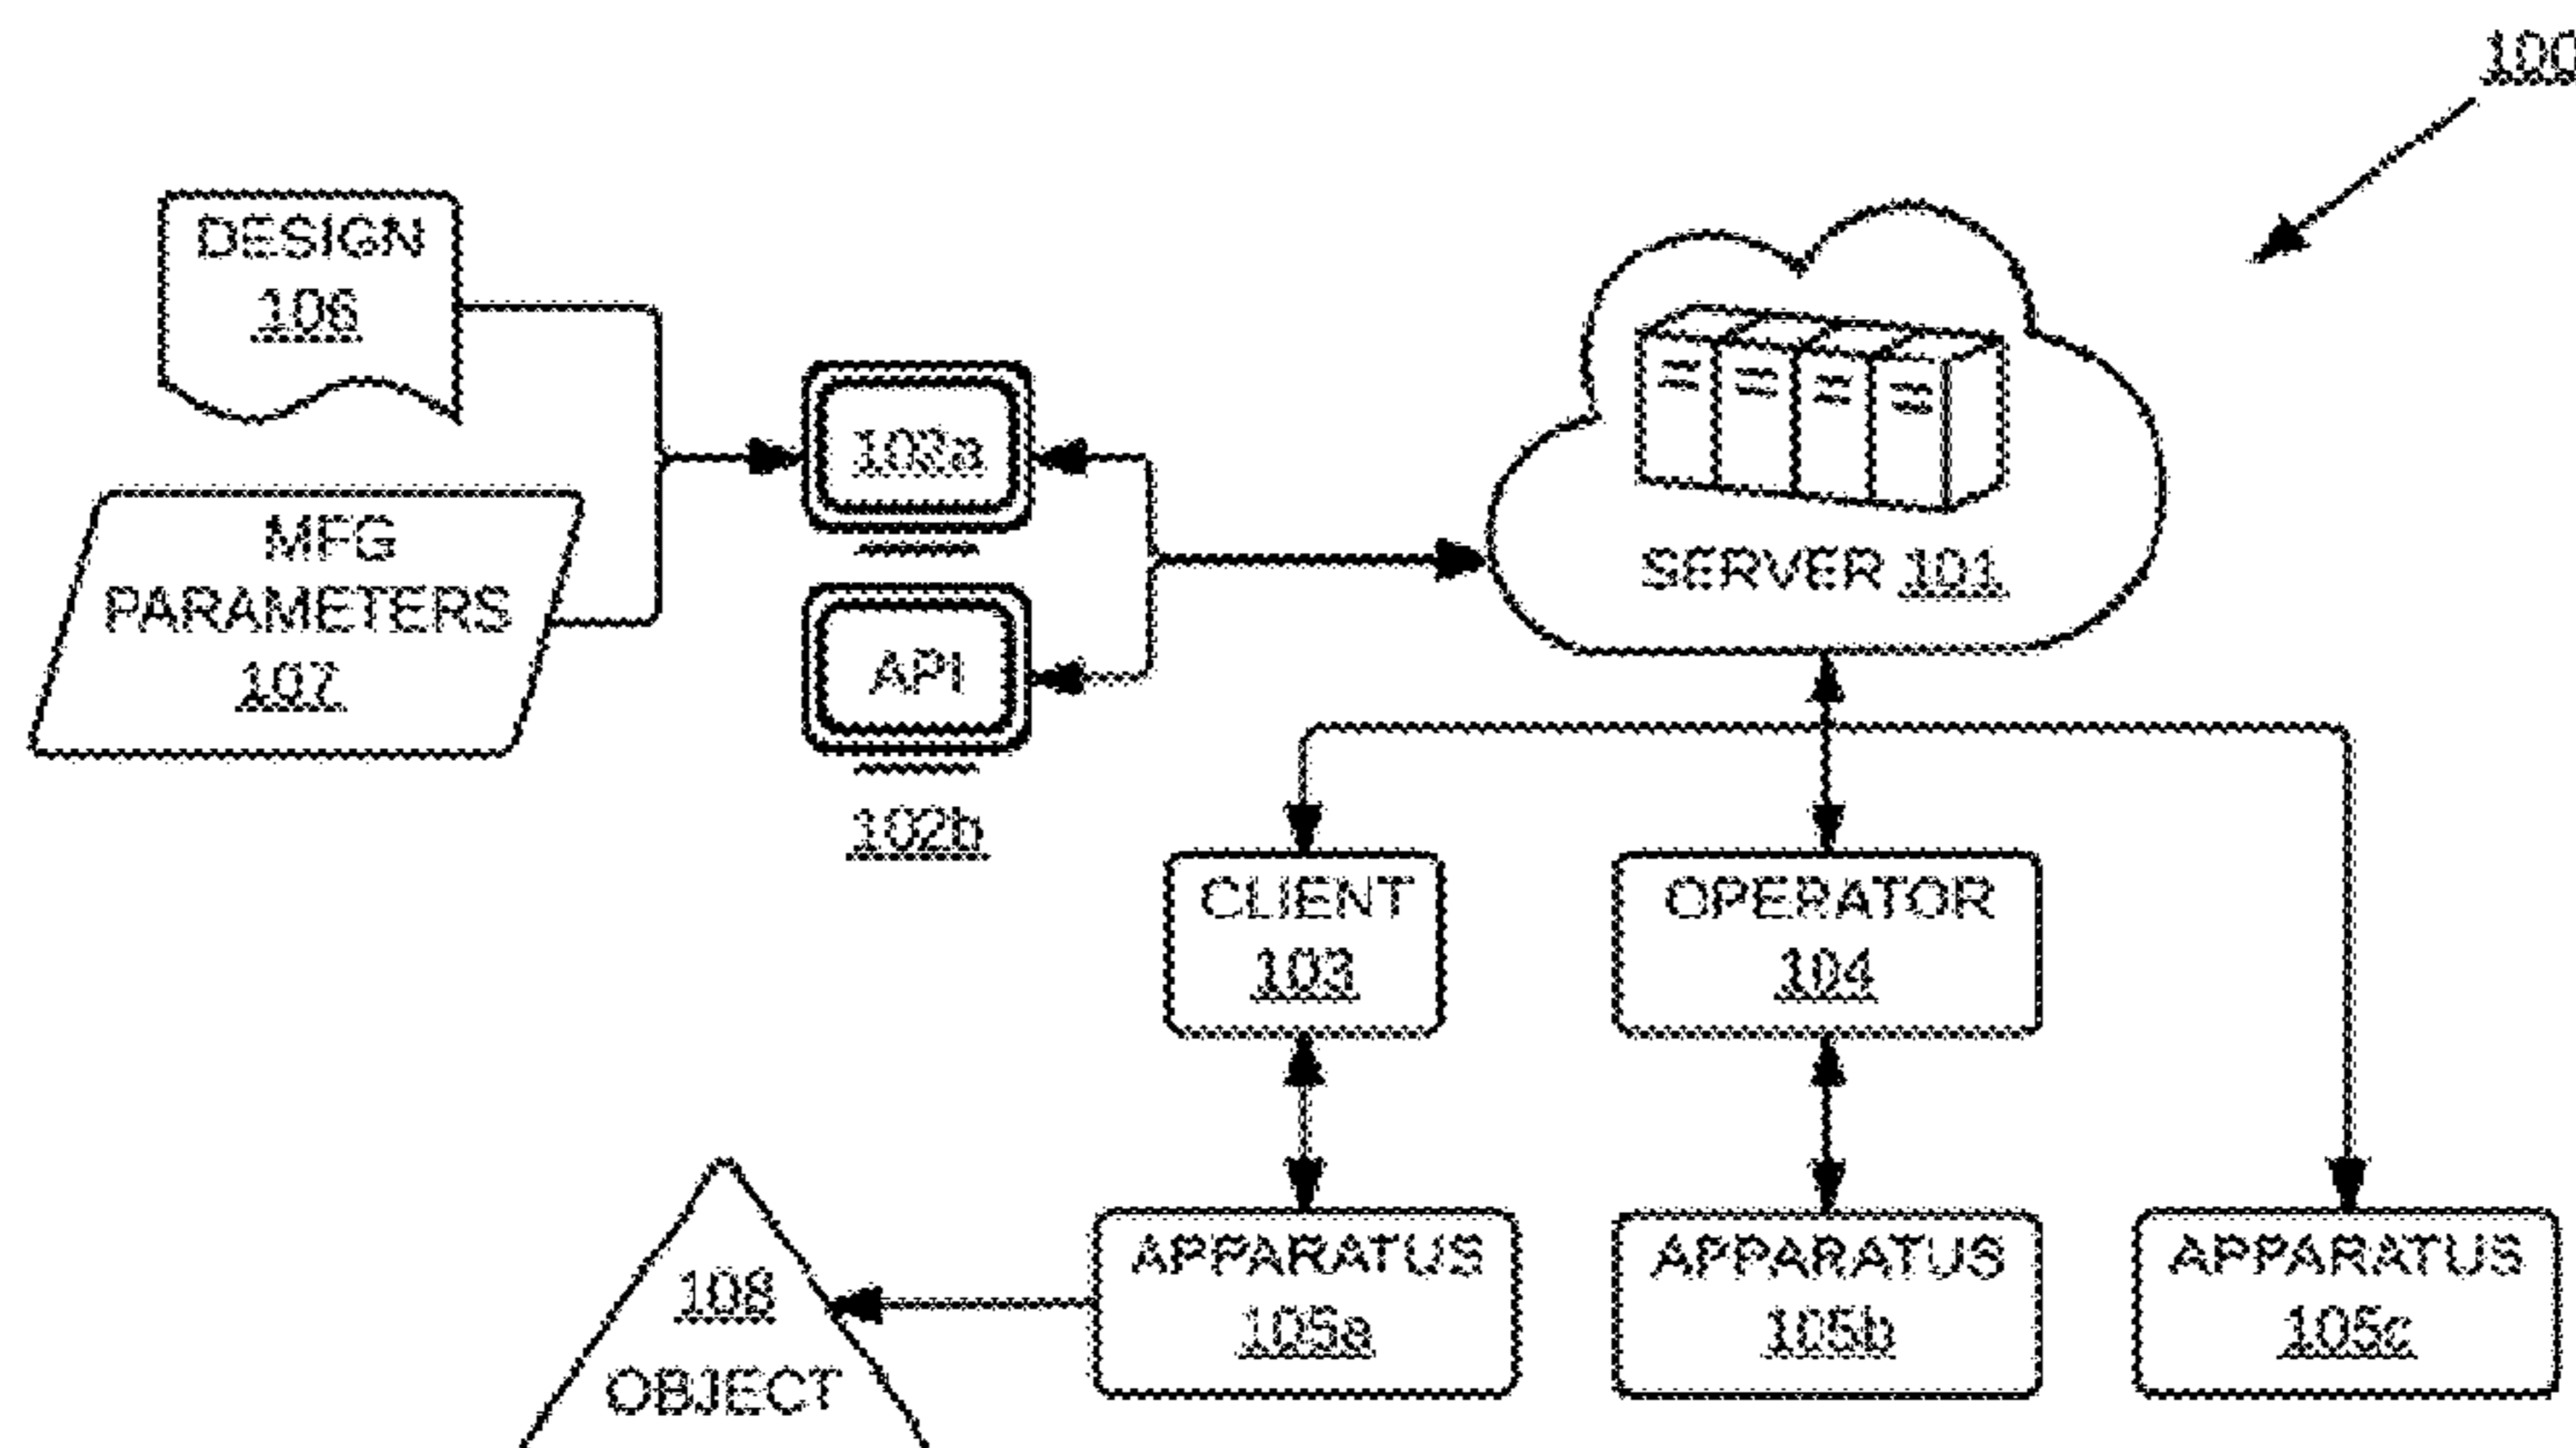 100
DESIGN
106
MFG
PARAMETERS
107
102a
API
102b
SERVER 101
CLIENT
103
OPERATOR
104
APPARATUS
105a
APPARATUS
105b
APPARATUS
105c
108
OBJECT